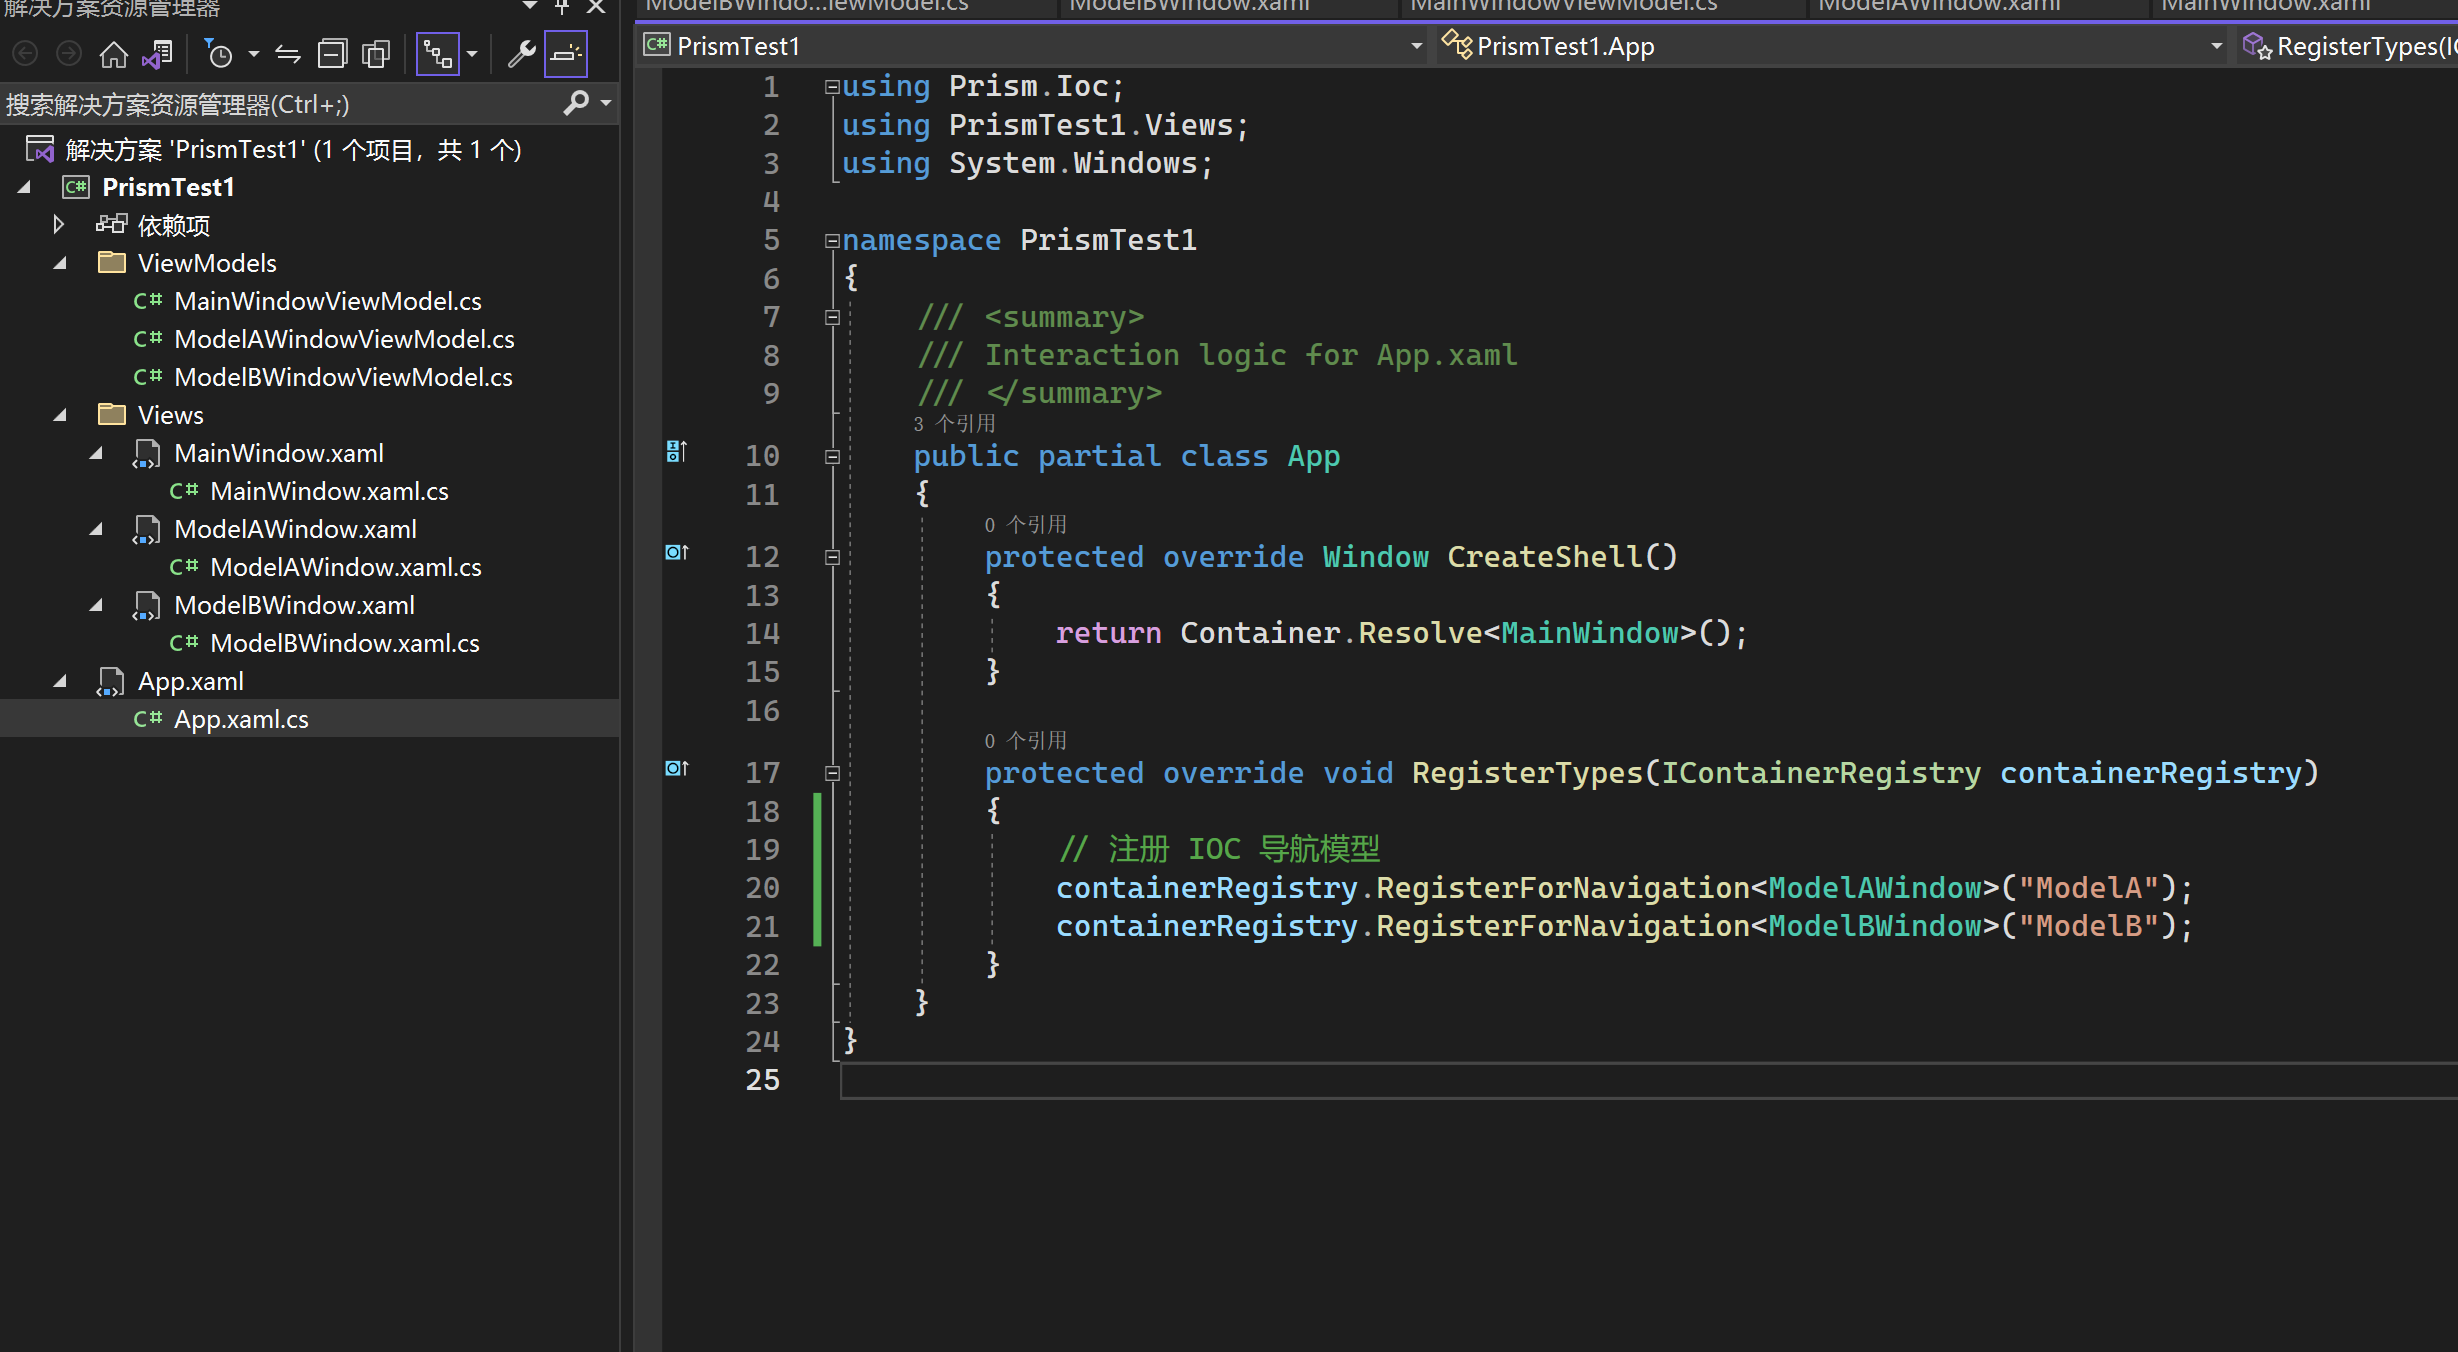 解决方案资源管理器
搜索解决方案资源管理器(Ctrl+;)
解决方案 'PrismTest1' (1 个项目，共 1 个)
C# PrismTest1
依赖项
ViewModels
C# MainWindowViewModel.cs
C# ModelAWindowViewModel.cs
C# ModelBWindowViewModel.cs
Views
MainWindow.xaml
C# MainWindow.xaml.cs
ModelAWindow.xaml
C# ModelAWindow.xaml.cs
ModelBWindow.xaml
C# ModelBWindow.xaml.cs
App.xaml
C# App.xaml.cs
ModelBWindo...iewModel.cs ModelBWindow.xaml MainWindowViewModel.cs ModelAWindow.xaml MainWindow.xaml
C# PrismTest1 PrismTest1.App RegisterTypes(IC
1 using Prism.Ioc;
2 using PrismTest1.Views;
3 using System.Windows;
4
5 namespace PrismTest1
6 {
7 /// <summary>
8 /// Interaction logic for App.xaml
9 /// </summary>
3 个引用
10 public partial class App
11 {
0 个引用
12 protected override Window CreateShell()
13 {
14 return Container.Resolve<MainWindow>();
15 }
16
0 个引用
17 protected override void RegisterTypes(IContainerRegistry containerRegistry)
18 {
19 // 注册 IOC 导航模型
20 containerRegistry.RegisterForNavigation<ModelAWindow>("ModelA");
21 containerRegistry.RegisterForNavigation<ModelBWindow>("ModelB");
22 }
23 }
24 }
25